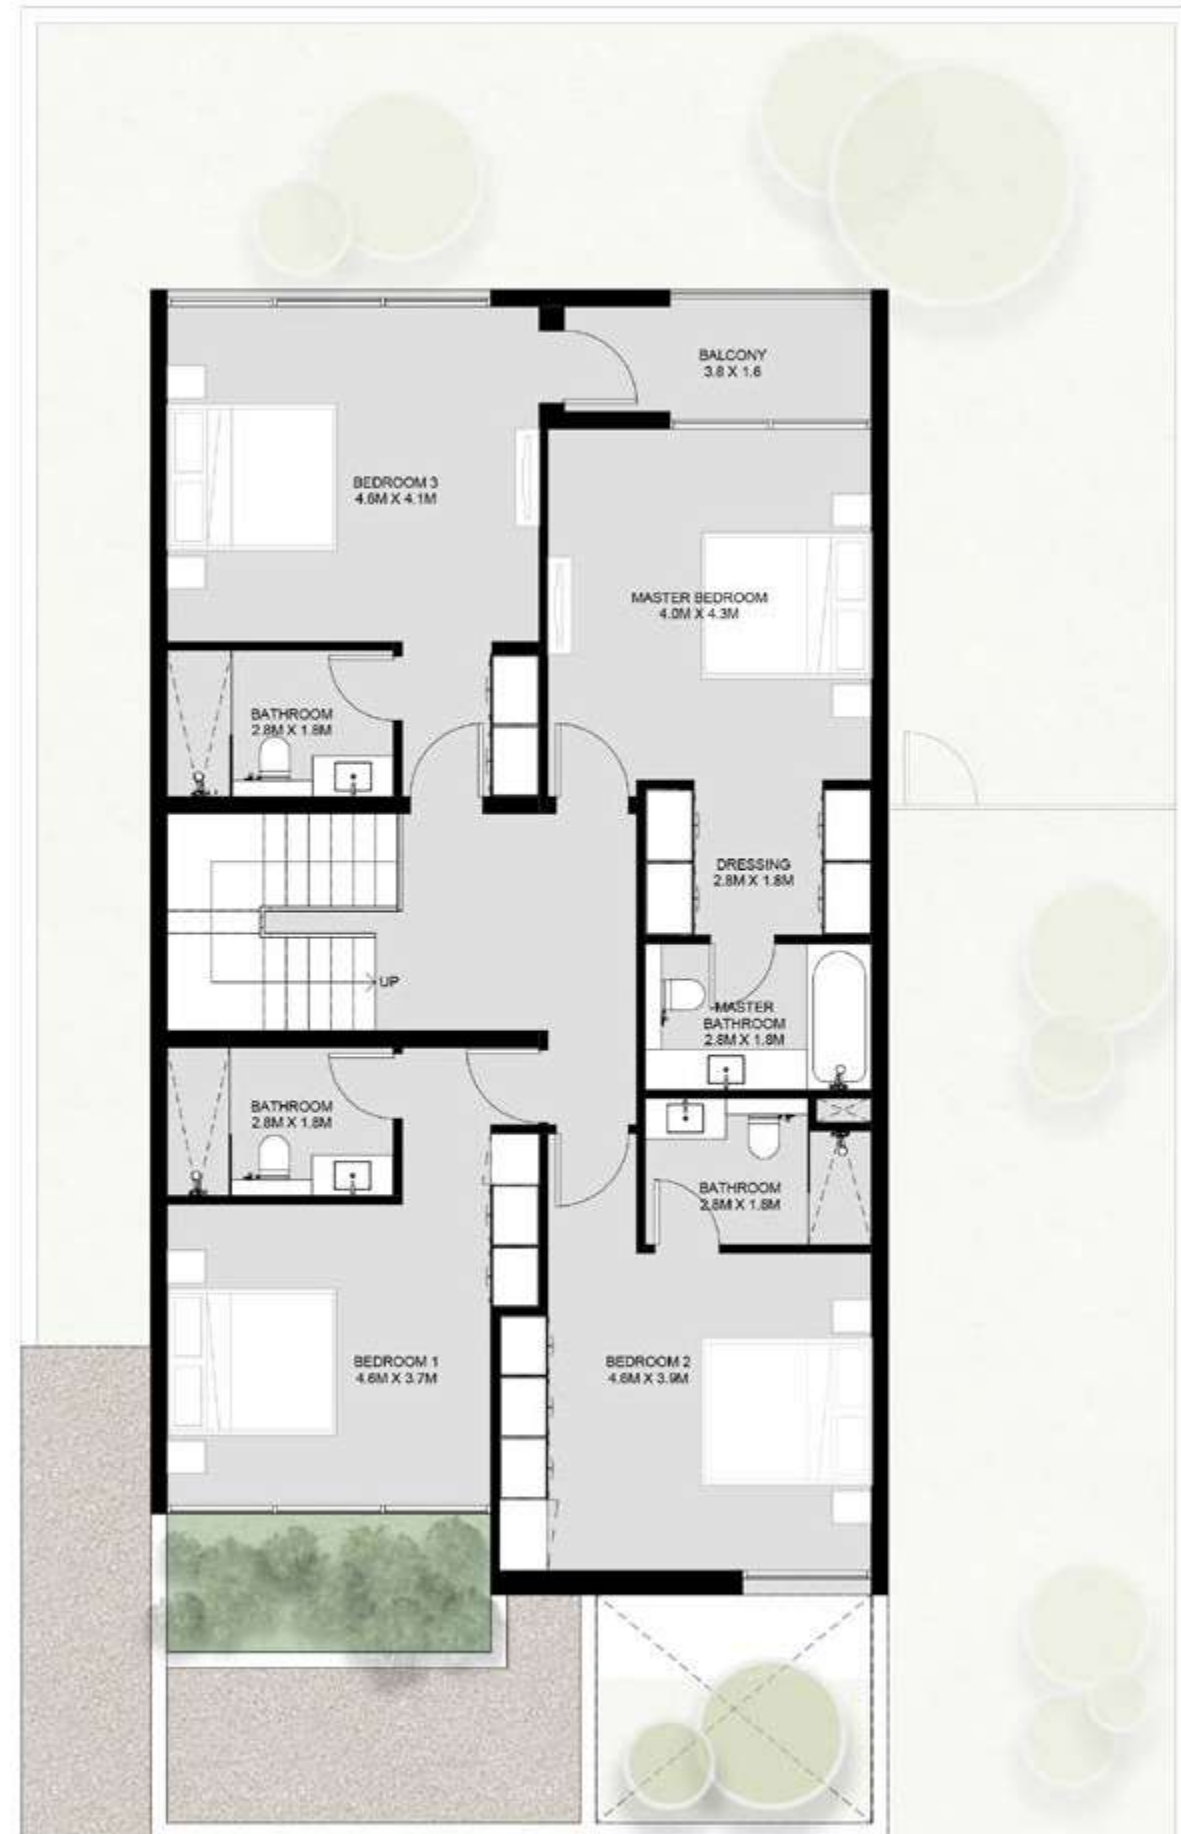 BALCONY
3.8 X 1.6
BEDROOM 3
4.6M X 4.1M
MASTER BEDROOM
4.0M X 4.3M
BATHROOM
2.8M X 1.8M
DRESSING
2.8M X 1.8M
UP
MASTER
BATHROOM
2.8M X 1.8M
BATHROOM
2.8M X 1.8M
BATHROOM
2.8M X 1.8M
BEDROOM 1
4.6M X 3.7M
BEDROOM 2
4.6M X 3.9M